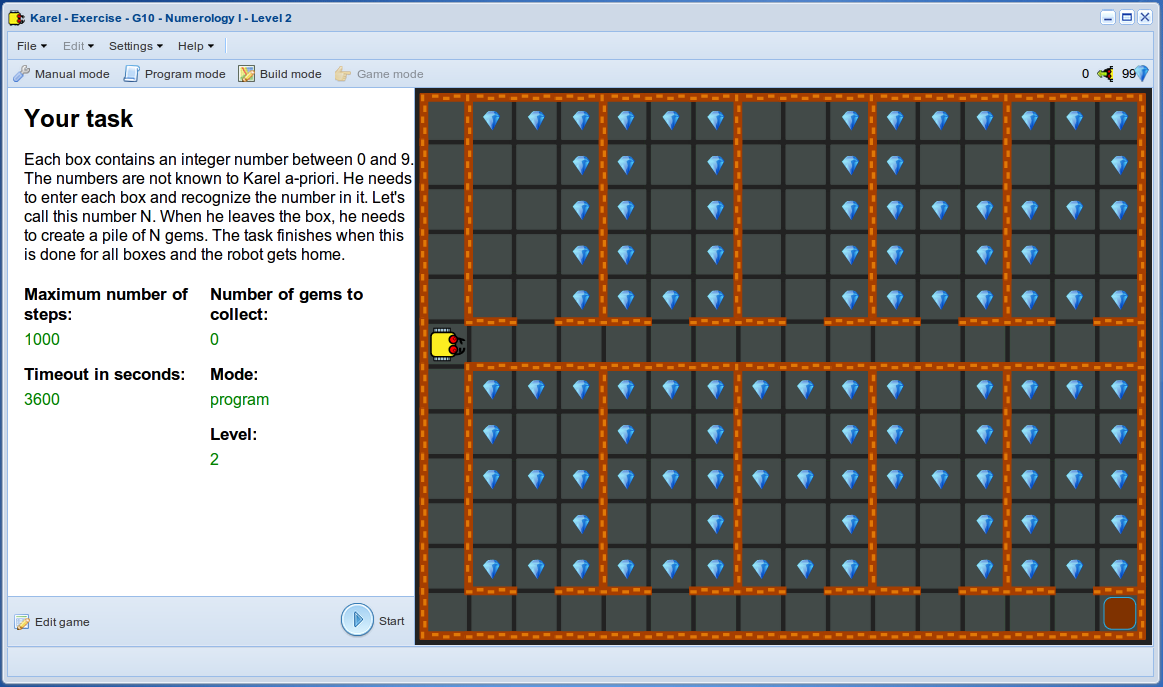 Karel - Exercise - G10 - Numerology I - Level 2
File Edit Settings Help
Manual mode Program mode Build mode Game mode 0 99
Your task
Each box contains an integer number between 0 and 9.
The numbers are not known to Karel a-priori. He needs
to enter each box and recognize the number in it. Let's
call this number N. When he leaves the box, he needs
to create a pile of N gems. The task finishes when this
is done for all boxes and the robot gets home.
Maximum number of
steps:
1000
Number of gems to
collect:
0
Timeout in seconds:
3600
Mode:
program
Level:
2
Edit game
Start